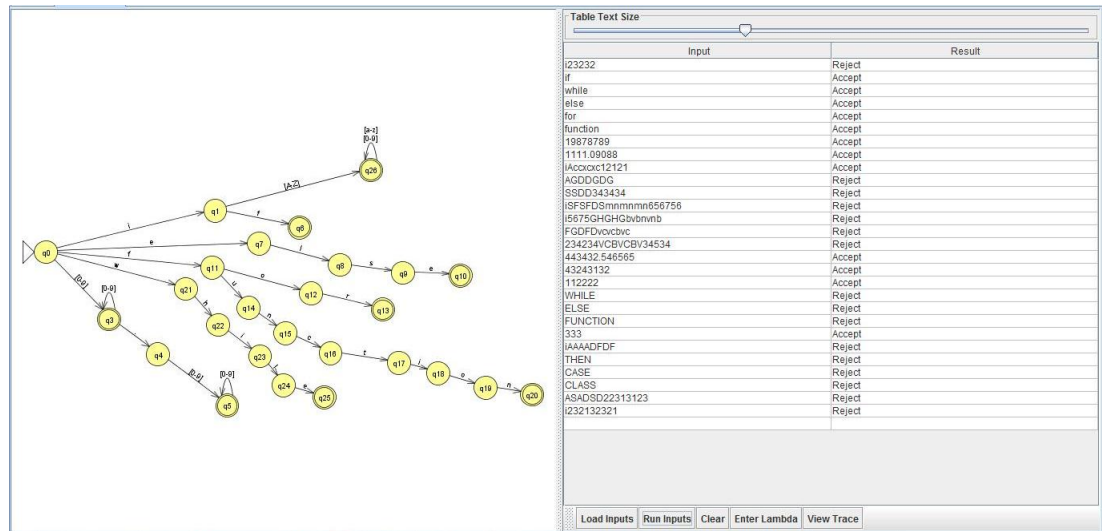 Table Text Size
Input Result
i23232 Reject
if Accept
while Accept
else Accept
for Accept
function Accept
19878789 Accept
1111.09088 Accept
iAccxcxc12121 Accept
AGDDGDG Reject
SSDD343434 Reject
iSFSFDSmnmnmn656756 Reject
i5675GHGHGbvbnvnb Reject
FGDFDvcvcbvc Reject
234234VCBVCBV34534 Reject
443432.546565 Accept
43243132 Accept
112222 Accept
WHILE Reject
ELSE Reject
FUNCTION Reject
333 Accept
iAAAADFDF Reject
THEN Reject
CASE Reject
CLASS Reject
ASADSD22313123 Reject
i232132321 Reject
Load Inputs Run Inputs Clear Enter Lambda View Trace
[a-z]
[0-9]
q26
[A-Z]
q1
i
f
q6
q0
e
q7
l
q8
s
q9
e
q10
f
q11
o
q12
r
q13
w
q21
u
q14
n
q15
c
q16
t
q17
i
q18
o
q19
n
q20
h
q22
i
q23
l
q24
e
q25
[0-9]
[0-9]
q3
.
q4
[0-9]
[0-9]
q5